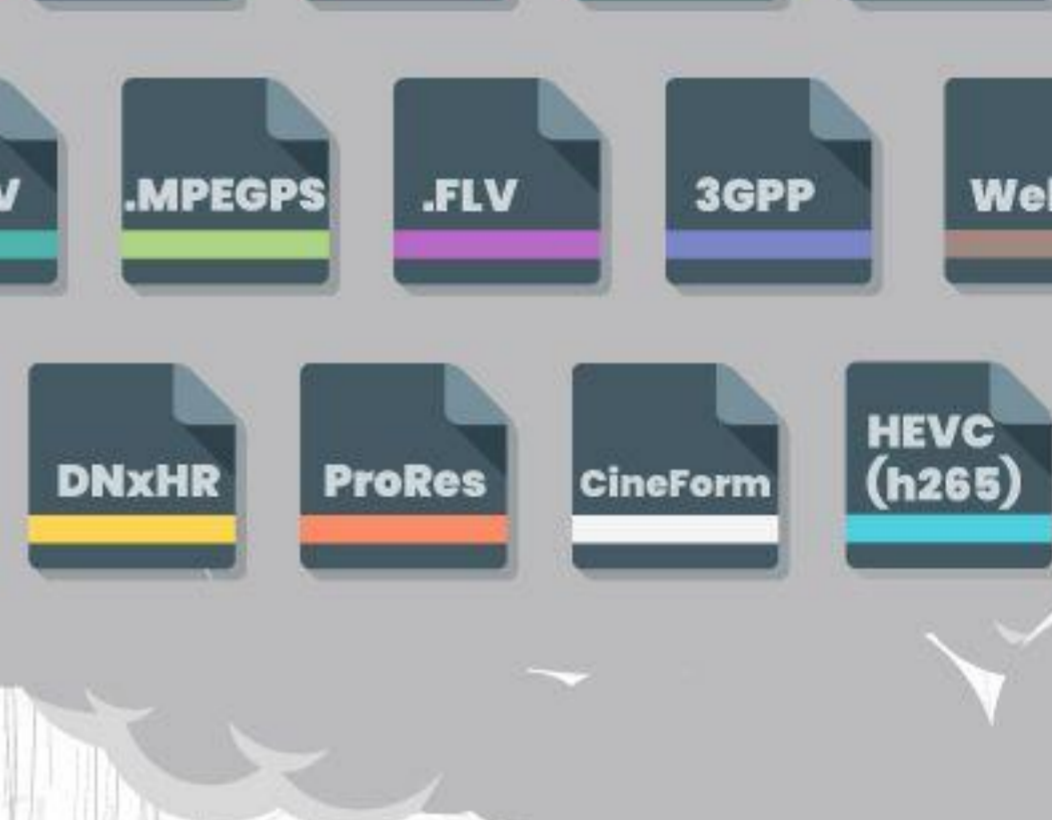 .MPEGPS
.FLV
3GPP
DNxHR
ProRes
CineForm
HEVC
(h265)